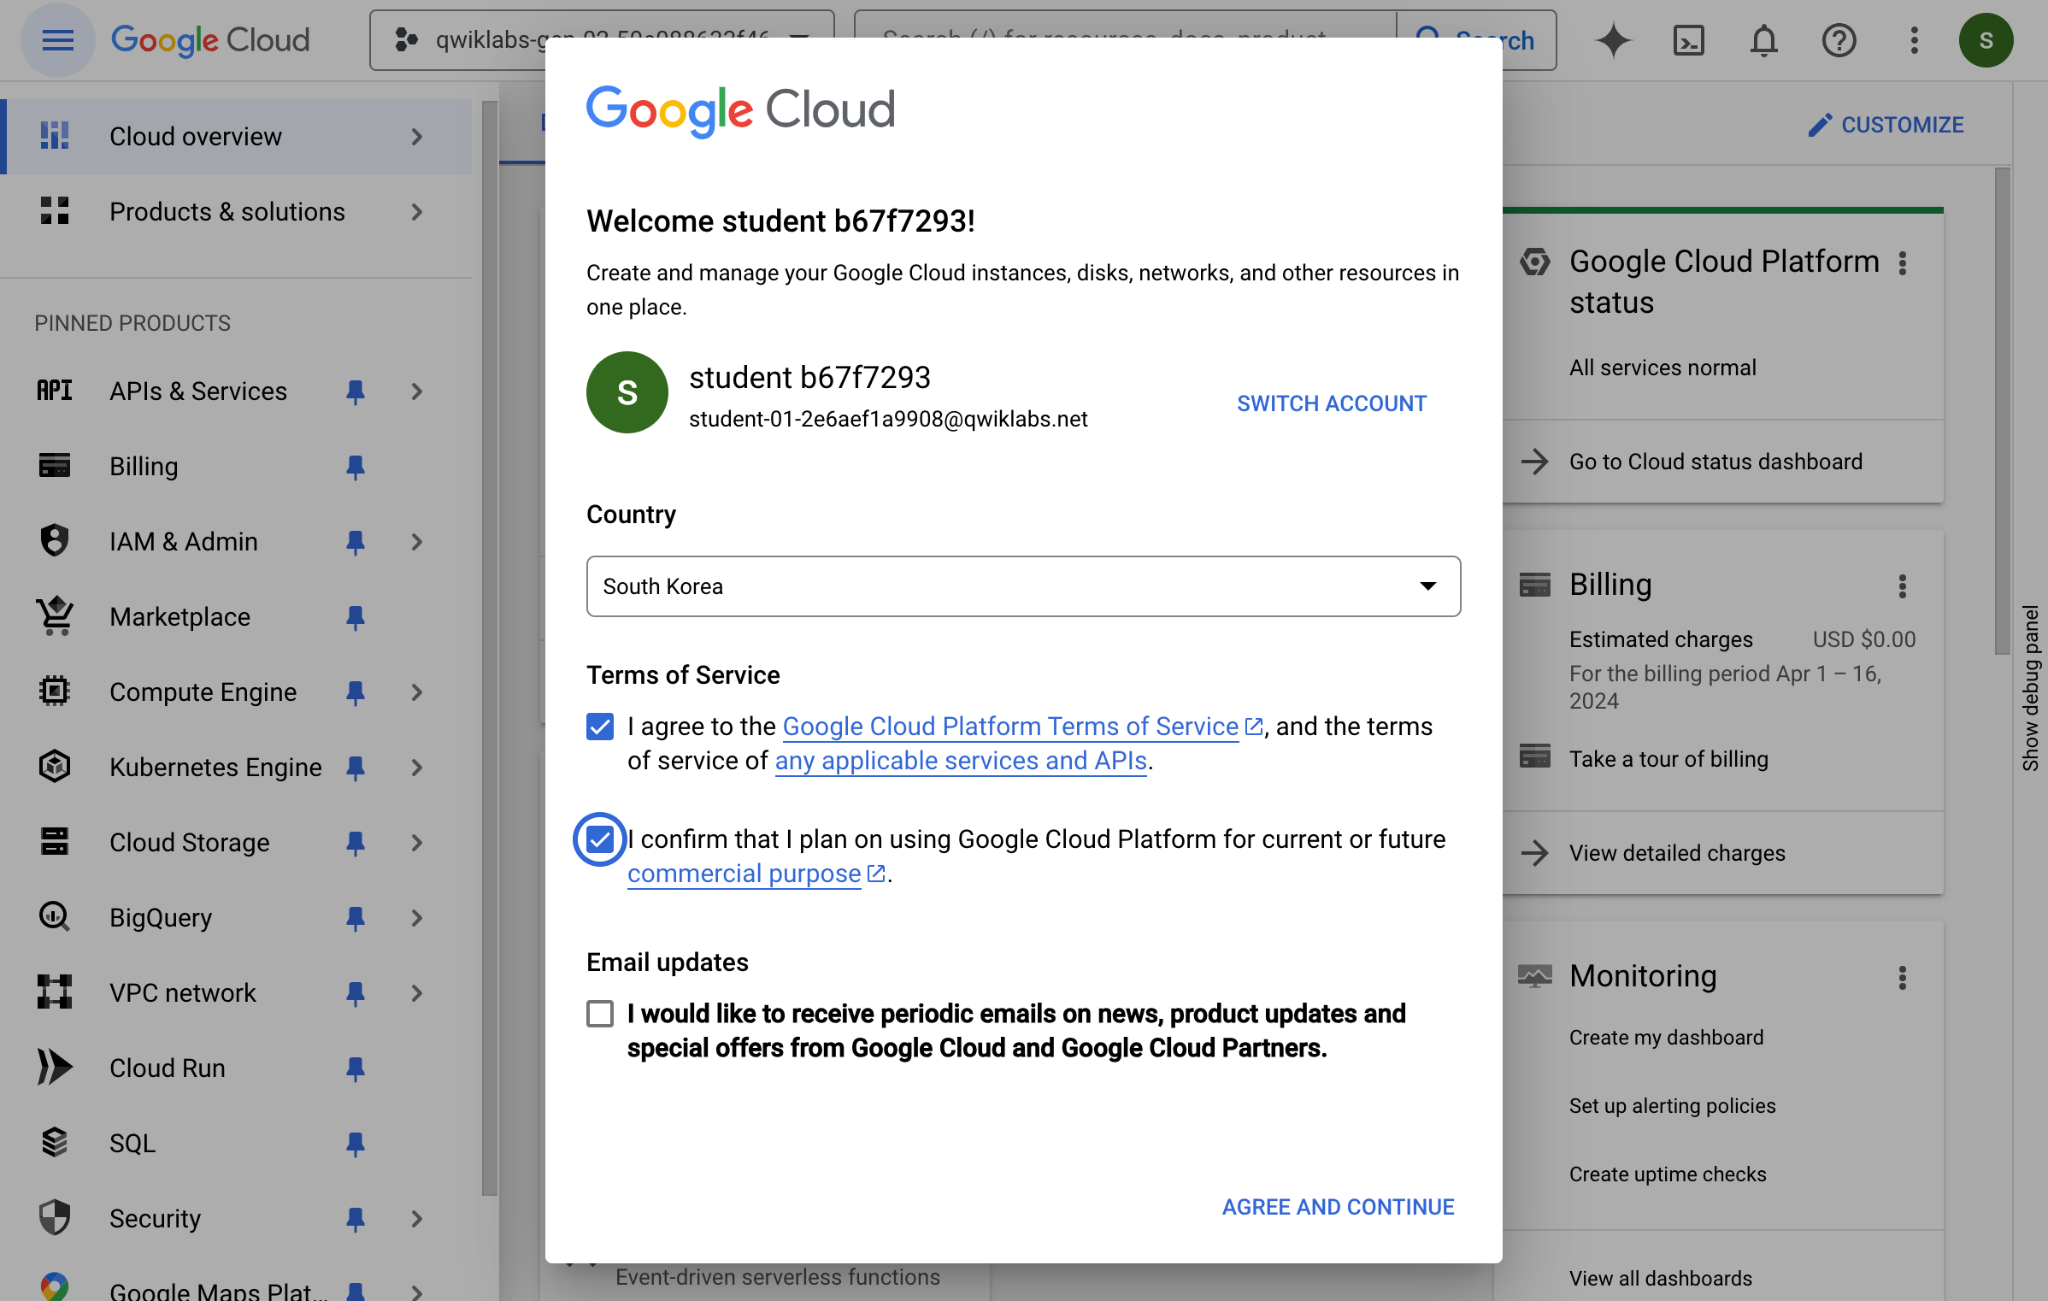 Google Cloud
Search
S
Cloud overview
Products & solutions
PINNED PRODUCTS
API APIs & Services
Billing
IAM & Admin
Marketplace
Compute Engine
Kubernetes Engine
Cloud Storage
BigQuery
VPC network
Cloud Run
SQL
Security
Google Maps Plat...
Google Cloud
Welcome student b67f7293!
Create and manage your Google Cloud instances, disks, networks, and other resources in
one place.
S
student b67f7293
student-01-2e6aef1a9908@qwiklabs.net
SWITCH ACCOUNT
Country
South Korea
Terms of Service
I agree to the Google Cloud Platform Terms of Service, and the terms
of service of any applicable services and APIs.
I confirm that I plan on using Google Cloud Platform for current or future
commercial purpose.
Email updates
I would like to receive periodic emails on news, product updates and
special offers from Google Cloud and Google Cloud Partners.
AGREE AND CONTINUE
Event-driven serverless functions
CUSTOMIZE
Google Cloud Platform
status
All services normal
Go to Cloud status dashboard
Billing
Estimated charges USD $0.00
For the billing period Apr 1 – 16,
2024
Take a tour of billing
View detailed charges
Monitoring
Create my dashboard
Set up alerting policies
Create uptime checks
View all dashboards
Show debug panel